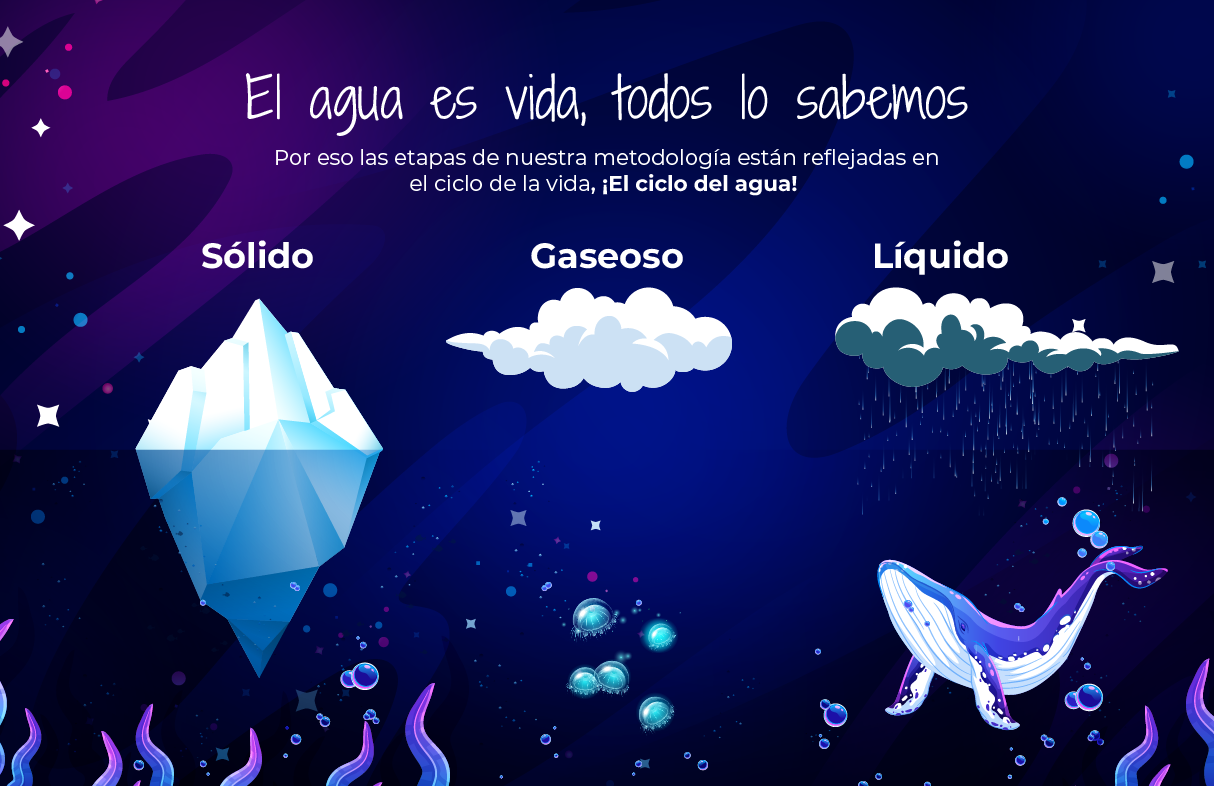 El agua es vida, todos lo sabemos
Por eso las etapas de nuestra metodología están reflejadas en
el ciclo de la vida, ¡El ciclo del agua!
Sólido
Gaseoso
Líquido